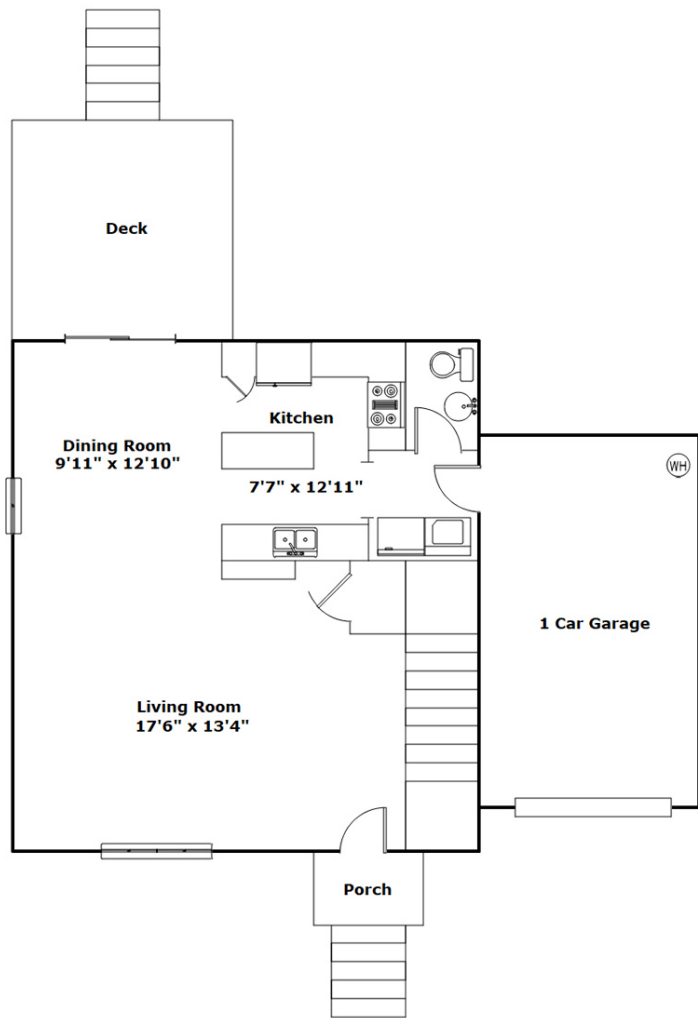 Deck
Kitchen
Dining Room
9'11" x 12'10"
7'7" x 12'11"
WH
1 Car Garage
Living Room
17'6" x 13'4"
Porch